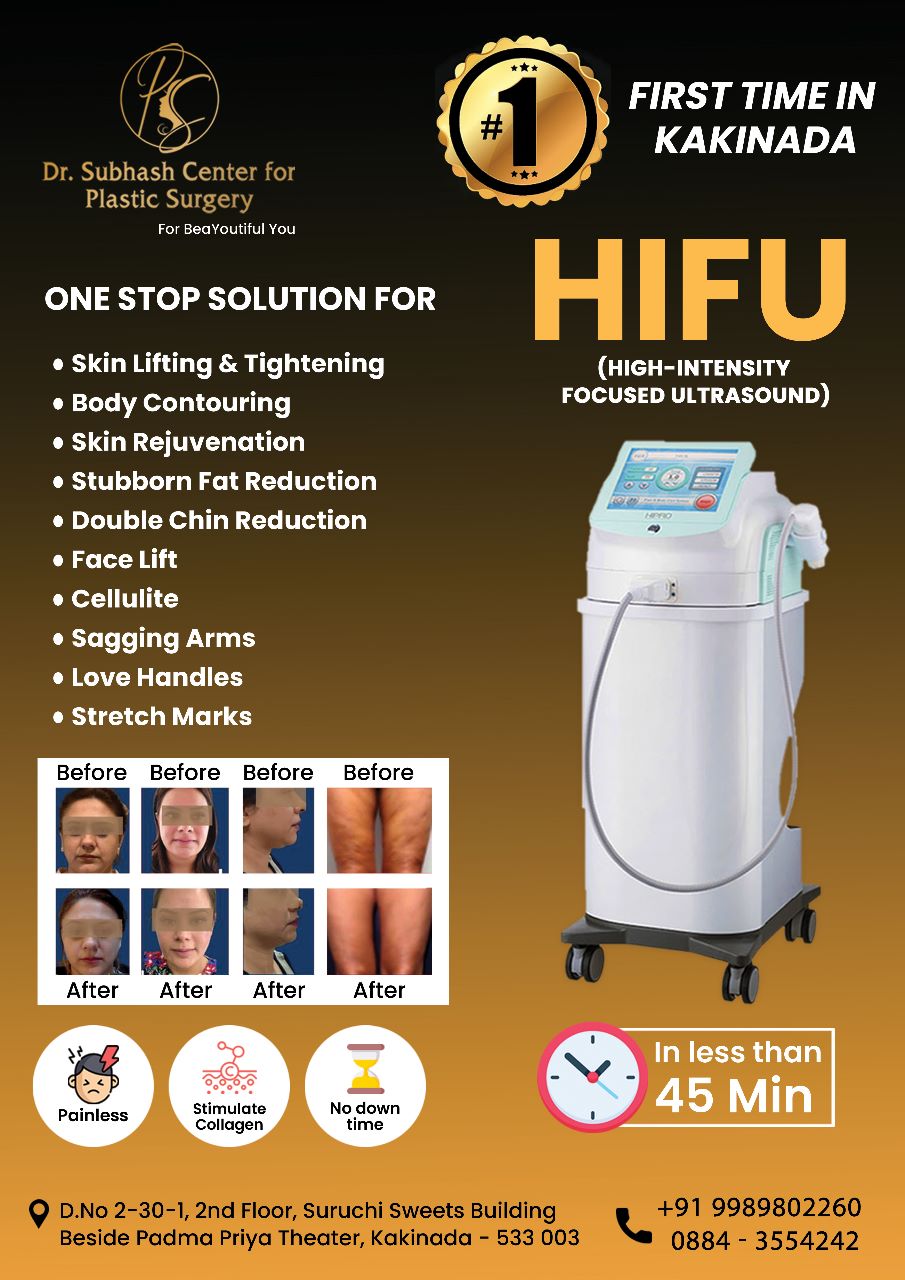 Dr. Subhash Center for
Plastic Surgery
For BeaYoutiful You
#1
FIRST TIME IN
KAKINADA
HIFU
(HIGH-INTENSITY
FOCUSED ULTRASOUND)
ONE STOP SOLUTION FOR
• Skin Lifting & Tightening
• Body Contouring
• Skin Rejuvenation
• Stubborn Fat Reduction
• Double Chin Reduction
• Face Lift
• Cellulite
• Sagging Arms
• Love Handles
• Stretch Marks
HIPRO
Before Before Before Before
After After After After
Painless
Stimulate
Collagen
No down
time
In less than
45 Min
D.No 2-30-1, 2nd Floor, Suruchi Sweets Building
Beside Padma Priya Theater, Kakinada - 533 003
+91 9989802260
0884 - 3554242